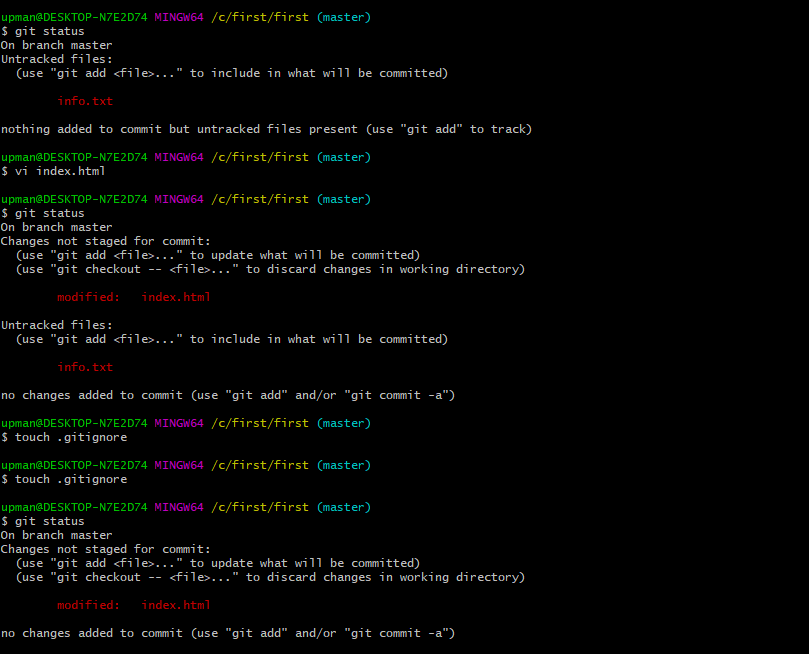 upman@DESKTOP-N7E2D74 MINGW64 /c/first/first (master)
$ git status
On branch master
Untracked files:
  (use "git add <file>..." to include in what will be committed)

        info.txt

nothing added to commit but untracked files present (use "git add" to track)

upman@DESKTOP-N7E2D74 MINGW64 /c/first/first (master)
$ vi index.html

upman@DESKTOP-N7E2D74 MINGW64 /c/first/first (master)
$ git status
On branch master
Changes not staged for commit:
  (use "git add <file>..." to update what will be committed)
  (use "git checkout -- <file>..." to discard changes in working directory)

        modified:   index.html

Untracked files:
  (use "git add <file>..." to include in what will be committed)

        info.txt

no changes added to commit (use "git add" and/or "git commit -a")

upman@DESKTOP-N7E2D74 MINGW64 /c/first/first (master)
$ touch .gitignore

upman@DESKTOP-N7E2D74 MINGW64 /c/first/first (master)
$ touch .gitignore

upman@DESKTOP-N7E2D74 MINGW64 /c/first/first (master)
$ git status
On branch master
Changes not staged for commit:
  (use "git add <file>..." to update what will be committed)
  (use "git checkout -- <file>..." to discard changes in working directory)

        modified:   index.html

no changes added to commit (use "git add" and/or "git commit -a")